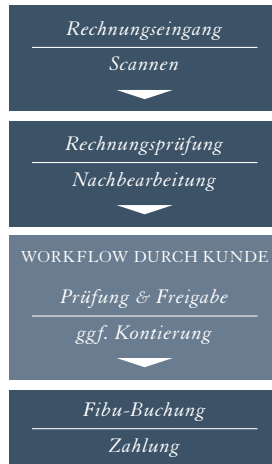 Rechnungseingang
Scannen
Rechnungsprüfung
Nachbearbeitung
WORKFLOW DURCH KUNDE
Prüfung & Freigabe
ggf. Kontierung
Fibu-Buchung
Zahlung